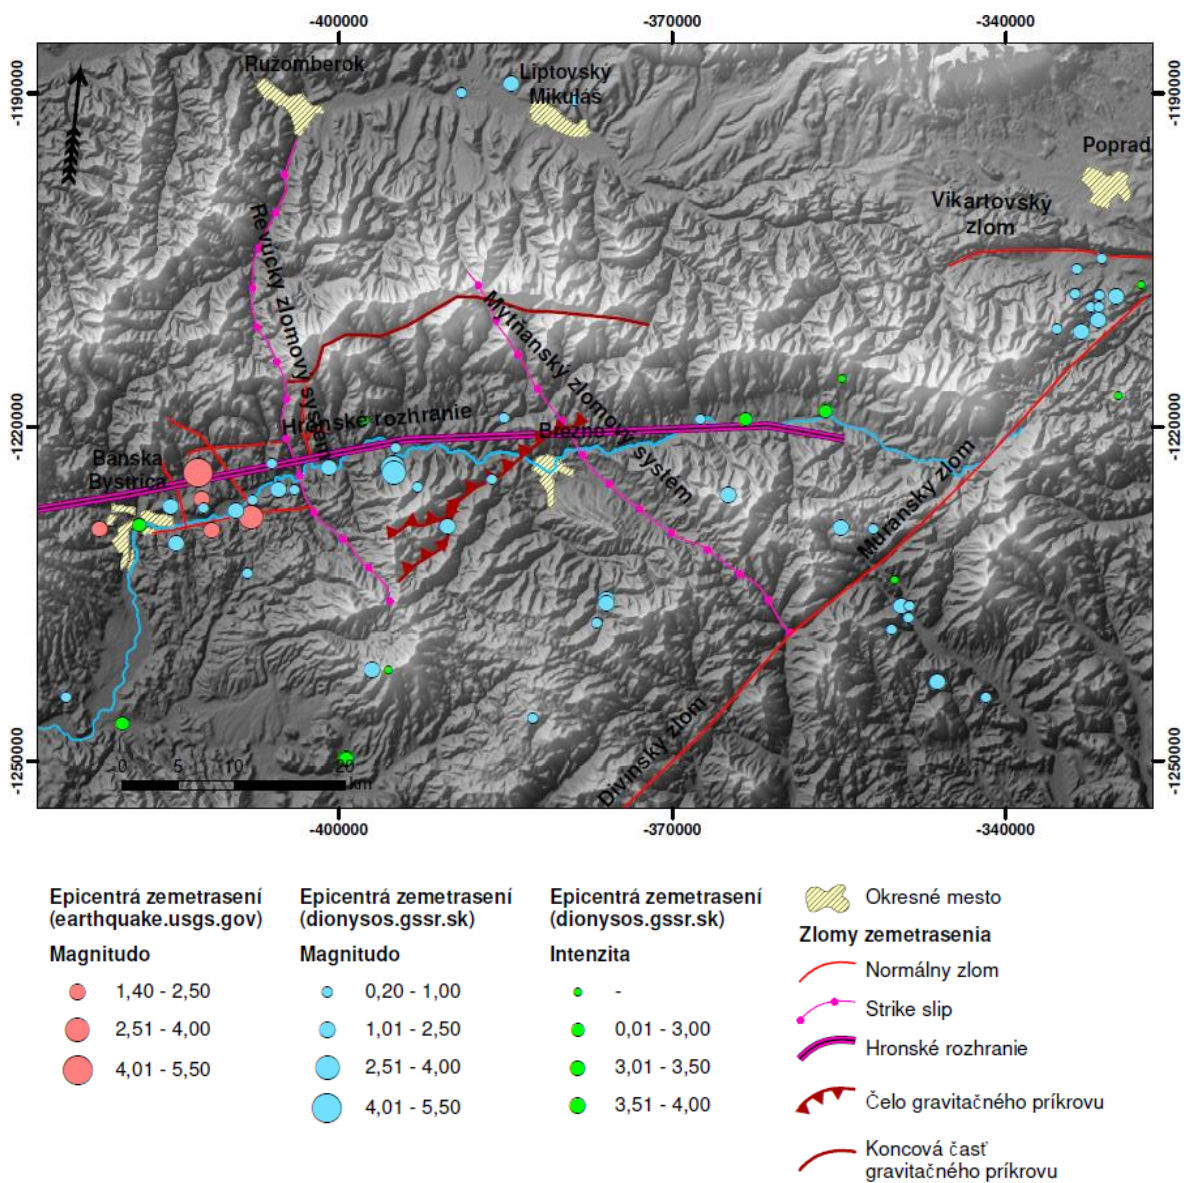 -400000
-370000
-340000
-1190000
-1190000
Ružomberok
Liptovský
Mikuláš
Poprad
Vikartovský
zlom
Revúcky zlomový systém
Mýtňanský zlomový systém
-1220000
-1220000
Hronské rozhranie
Brezno
Banská
Bystrica
Muránsky zlom
Divínsky zlom
-1250000
-1250000
0 5 10 20
km
-400000
-370000
-340000
Epicentrá zemetrasení
(earthquake.usgs.gov)
Magnitudo
1,40 - 2,50
2,51 - 4,00
4,01 - 5,50
Epicentrá zemetrasení
(dionysos.gssr.sk)
Magnitudo
0,20 - 1,00
1,01 - 2,50
2,51 - 4,00
4,01 - 5,50
Epicentrá zemetrasení
(dionysos.gssr.sk)
Intenzita
-
0,01 - 3,00
3,01 - 3,50
3,51 - 4,00
Okresné mesto
Zlomy zemetrasenia
Normálny zlom
Strike slip
Hronské rozhranie
Čelo gravitačného príkrovu
Koncová časť
gravitačného príkrovu